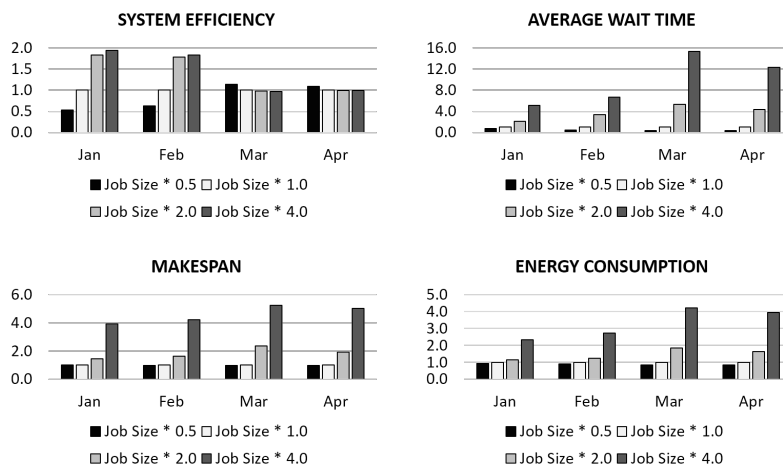 SYSTEM EFFICIENCY
2.0
1.5
1.0
0.5
0.0
Jan Feb Mar Apr
Job Size * 0.5 Job Size * 1.0
Job Size * 2.0 Job Size * 4.0
AVERAGE WAIT TIME
16.0
12.0
8.0
4.0
0.0
Jan Feb Mar Apr
Job Size * 0.5 Job Size * 1.0
Job Size * 2.0 Job Size * 4.0
MAKESPAN
6.0
4.0
2.0
0.0
Jan Feb Mar Apr
Job Size * 0.5 Job Size * 1.0
Job Size * 2.0 Job Size * 4.0
ENERGY CONSUMPTION
5.0
4.0
3.0
2.0
1.0
0.0
Jan Feb Mar Apr
Job Size * 0.5 Job Size * 1.0
Job Size * 2.0 Job Size * 4.0